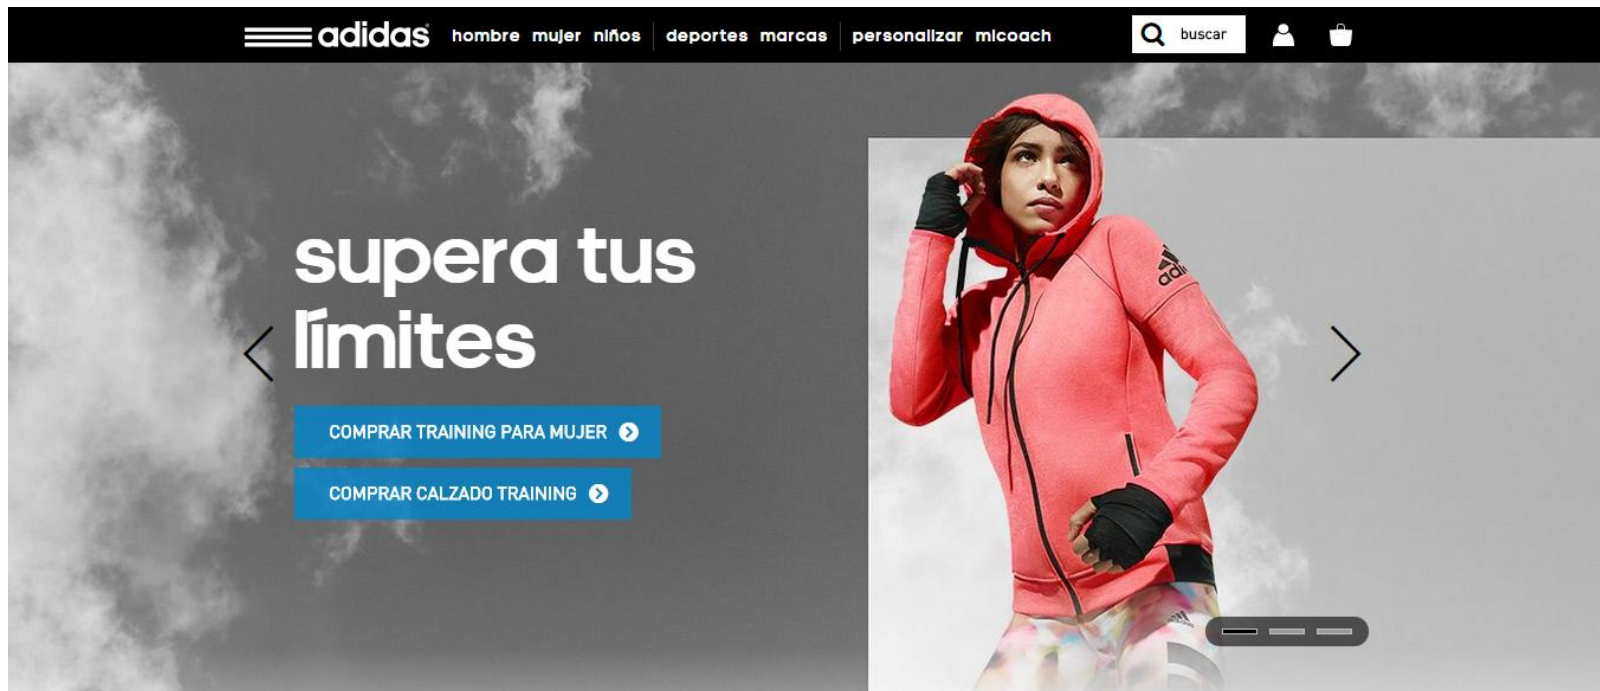 adidas hombre mujer niños deportes marcas personalizar micoach buscar
supera tus
límites
COMPRAR TRAINING PARA MUJER
COMPRAR CALZADO TRAINING